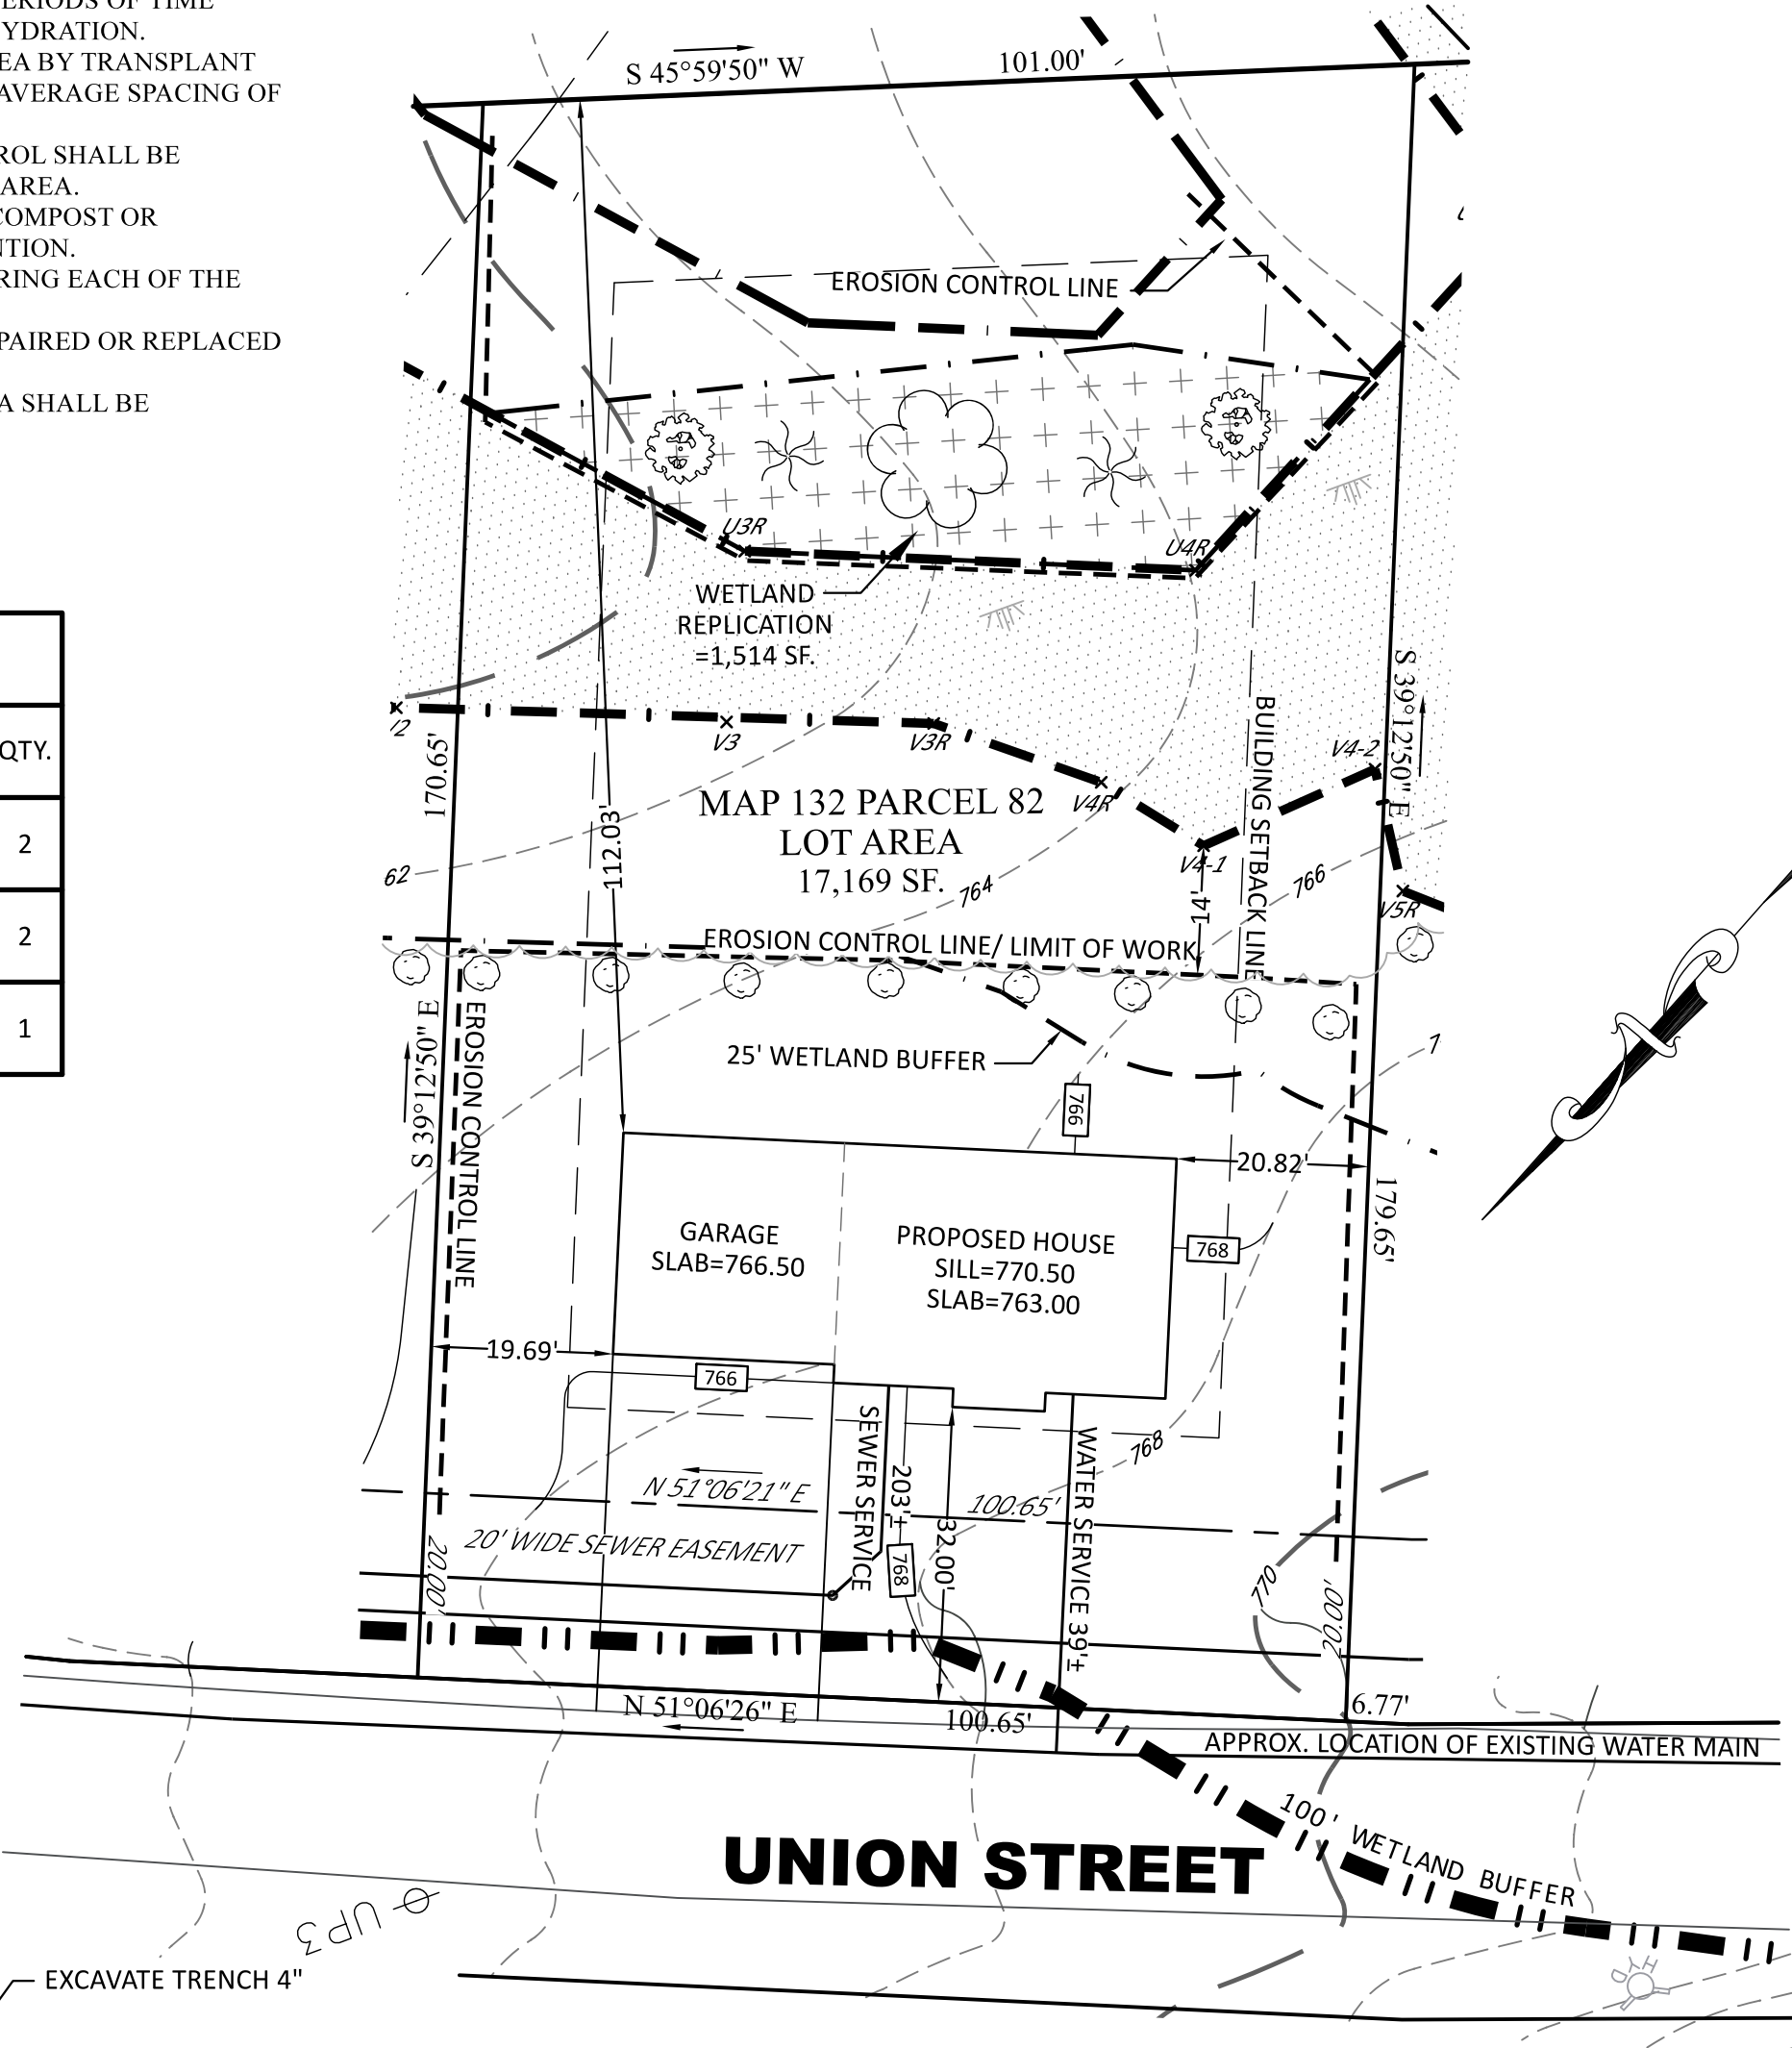 ERIODS OF TIME
YDRATION.
EA BY TRANSPLANT
AVERAGE SPACING OF
ROL SHALL BE
AREA.
COMPOST OR
NTION.
RING EACH OF THE
PAIRED OR REPLACED
A SHALL BE
QTY.
2
2
1
S 45°59'50" W
101.00'
EROSION CONTROL LINE
U3R
U4R
WETLAND
REPLICATION
=1,514 SF.
V3
V3R
V4R
V4-1
V4-2
V5R
170.65'
S 39°12'50" E
112.03'
BUILDING SETBACK LINE
S 39°12'50" E
179.65'
MAP 132 PARCEL 82
LOT AREA
17,169 SF.
62
764
766
14'
EROSION CONTROL LINE/ LIMIT OF WORK
EROSION CONTROL LINE
25' WETLAND BUFFER
7
766
20.82'
GARAGE
SLAB=766.50
PROPOSED HOUSE
SILL=770.50
SLAB=763.00
768
19.69'
766
SEWER SERVICE
203'±
768
32.00'
WATER SERVICE 39'±
768
N 51°06'21" E
100.65'
20' WIDE SEWER EASEMENT
20.00'
770
20.00'
N 51°06'26" E
100.65'
6.77'
APPROX. LOCATION OF EXISTING WATER MAIN
100' WETLAND BUFFER
UNION STREET
UP 3
HYD
EXCAVATE TRENCH 4"